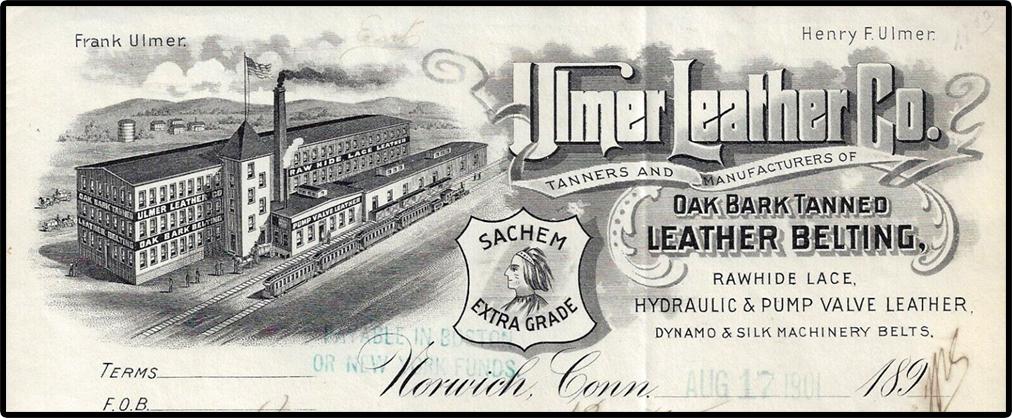 Frank Ulmer.
Henry F. Ulmer.
Ulmer Leather Co.
TANNERS AND MANUFACTURERS OF
OAK BARK TANNED
LEATHER BELTING,
RAWHIDE LACE,
HYDRAULIC & PUMP VALVE LEATHER,
DYNAMO & SILK MACHINERY BELTS.
RAW HIDE LACE LEATHER
ULMER LEATHER CO
OAK BARK BELTING
PUMP VALVE LEATHER
SACHEM
EXTRA GRADE
PAYABLE IN BOSTON
OR NEW YORK FUNDS
Norwich, Conn. AUG 17 1901 189
TERMS
F.O.B.